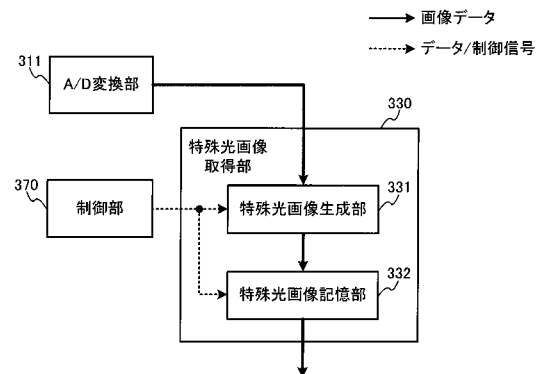 画像データ
データ/制御信号
311
A/D変換部
330
特殊光画像
取得部
370
制御部
特殊光画像生成部
331
特殊光画像記憶部
332